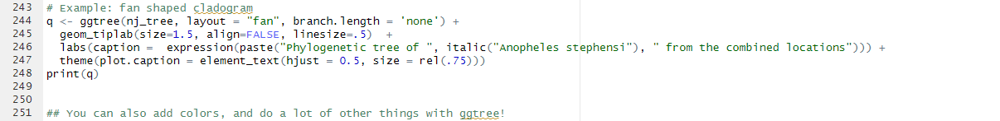 243 # Example: fan shaped cladogram
244 q <- ggtree(nj_tree, layout = "fan", branch.length = 'none') +
245   geom_tiplab(size=1.5, align=FALSE, linesize=.5)  +
246   labs(caption =  expression(paste("Phylogenetic tree of ", italic("Anopheles stephensi"), " from the combined locations"))) +
247   theme(plot.caption = element_text(hjust = 0.5, size = rel(.75)))
248 print(q)
249
250
251 ## You can also add colors, and do a lot of other things with ggtree!